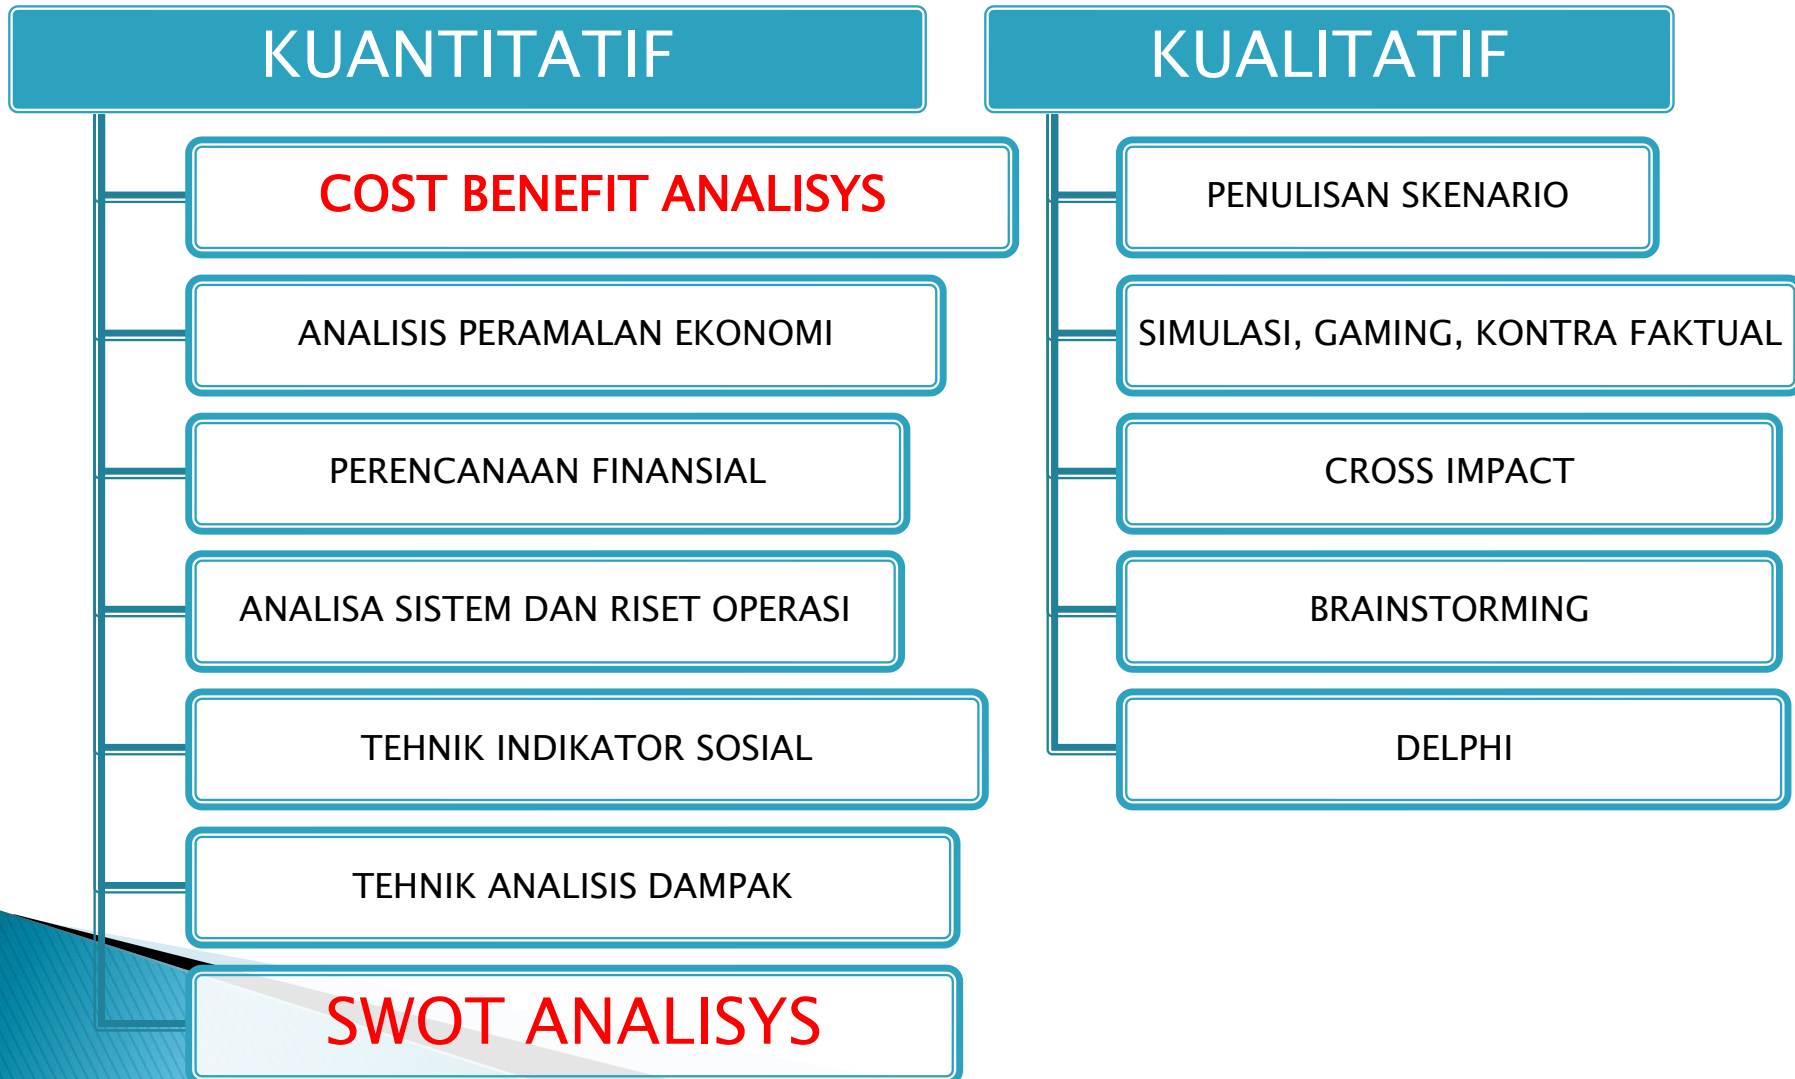 KUANTITATIF
COST BENEFIT ANALISYS
ANALISIS PERAMALAN EKONOMI
PERENCANAAN FINANSIAL
ANALISA SISTEM DAN RISET OPERASI
TEHNIK INDIKATOR SOSIAL
TEHNIK ANALISIS DAMPAK
SWOT ANALISYS
KUALITATIF
PENULISAN SKENARIO
SIMULASI, GAMING, KONTRA FAKTUAL
CROSS IMPACT
BRAINSTORMING
DELPHI